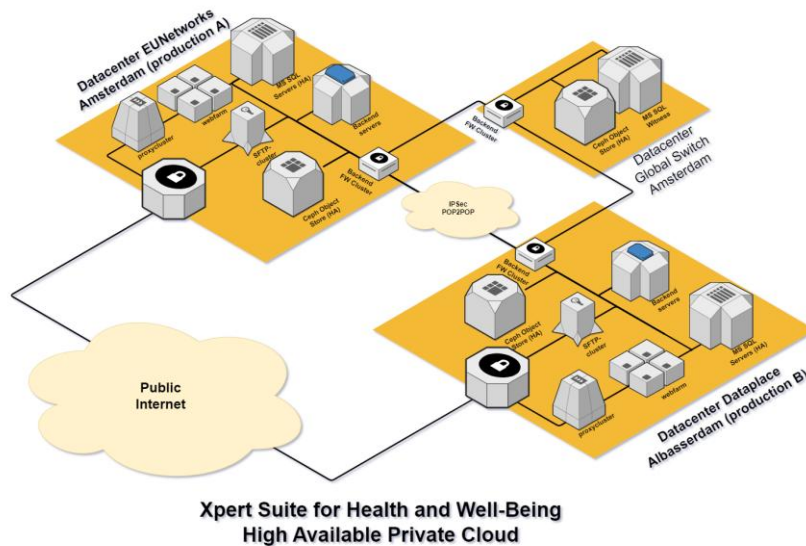 Datacenter EUNetworks
Amsterdam (production A)
MS SQL
Servers (HA)
webfarm
proxycluster
Backend
servers
SFTP-
cluster
Ceph Object
Store (HA)
Backend
FW Cluster
Backend
FW Cluster
Ceph Object
Store (HA)
MS SQL
Witness
Datacenter
Global Switch
Amsterdam
IPSec
POP2POP
Backend
FW Cluster
Ceph Object
Store (HA)
SFTP-
cluster
Backend
servers
MS SQL
Servers (HA)
webfarm
proxycluster
Datacenter Dataplace
Albasserdam (production B)
Public
Internet
Xpert Suite for Health and Well-Being
High Available Private Cloud